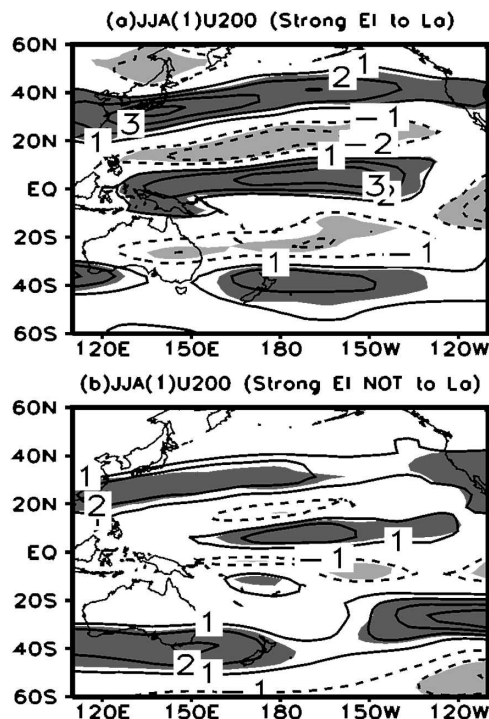 (a)JJA(1)U200 (Strong El to La)
60N
40N
20N
EQ
20S
40S
60S
1
2
3
1
-1
1
-2
3
2
-1
1
120E 150E 180 150W 120W
(b)JJA(1)U200 (Strong El NOT to La)
60N
40N
20N
EQ
20S
40S
60S
1
2
-1
1
1
2
1
-1
120E 150E 180 150W 120W